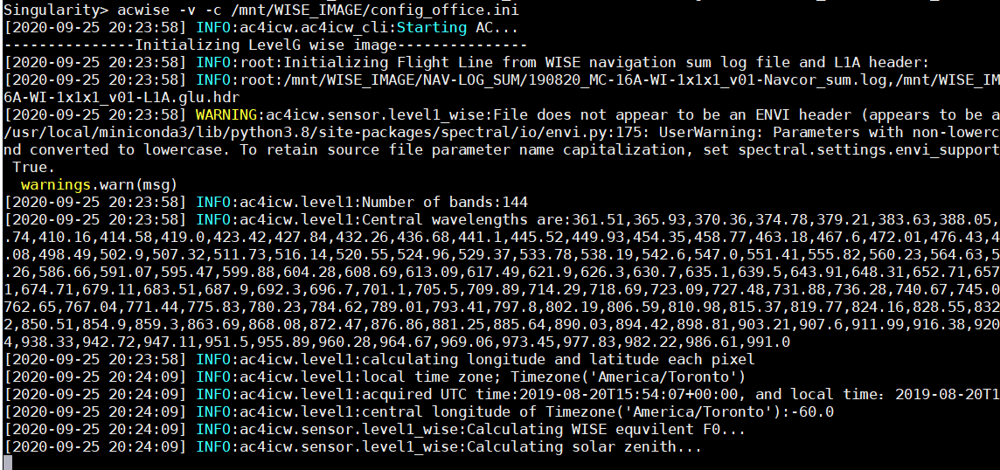 Singularity> acwise -v -c /mnt/WISE_IMAGE/config_office.ini
[2020-09-25 20:23:58] INFO:ac4icw.ac4icw_cli:Starting AC...
---------------Initializing LevelG wise image---------------
[2020-09-25 20:23:58] INFO:root:Initializing Flight Line from WISE navigation sum log file and L1A header:
[2020-09-25 20:23:58] INFO:root:/mnt/WISE_IMAGE/NAV-LOG_SUM/190820_MC-16A-WI-1x1x1_v01-Navcor_sum.log,/mnt/WISE_IM
6A-WI-1x1x1_v01-L1A.glu.hdr
[2020-09-25 20:23:58] WARNING:ac4icw.sensor.level1_wise:File does not appear to be an ENVI header (appears to be a
/usr/local/miniconda3/lib/python3.8/site-packages/spectral/io/envi.py:175: UserWarning: Parameters with non-lowerc
nd converted to lowercase. To retain source file parameter name capitalization, set spectral.settings.envi_support
 True.
  warnings.warn(msg)
[2020-09-25 20:23:58] INFO:ac4icw.level1:Number of bands:144
[2020-09-25 20:23:58] INFO:ac4icw.level1:Central wavelengths are:361.51,365.93,370.36,374.78,379.21,383.63,388.05,
.74,410.16,414.58,419.0,423.42,427.84,432.26,436.68,441.1,445.52,449.93,454.35,458.77,463.18,467.6,472.01,476.43,4
.08,498.49,502.9,507.32,511.73,516.14,520.55,524.96,529.37,533.78,538.19,542.6,547.0,551.41,555.82,560.23,564.63,5
.26,586.66,591.07,595.47,599.88,604.28,608.69,613.09,617.49,621.9,626.3,630.7,635.1,639.5,643.91,648.31,652.71,657
1,674.71,679.11,683.51,687.9,692.3,696.7,701.1,705.5,709.89,714.29,718.69,723.09,727.48,731.88,736.28,740.67,745.0
762.65,767.04,771.44,775.83,780.23,784.62,789.01,793.41,797.8,802.19,806.59,810.98,815.37,819.77,824.16,828.55,832
2,850.51,854.9,859.3,863.69,868.08,872.47,876.86,881.25,885.64,890.03,894.42,898.81,903.21,907.6,911.99,916.38,920
4,938.33,942.72,947.11,951.5,955.89,960.28,964.67,969.06,973.45,977.83,982.22,986.61,991.0
[2020-09-25 20:23:58] INFO:ac4icw.level1:calculating longitude and latitude each pixel
[2020-09-25 20:24:09] INFO:ac4icw.level1:local time zone; Timezone('America/Toronto')
[2020-09-25 20:24:09] INFO:ac4icw.level1:acquired UTC time:2019-08-20T15:54:07+00:00, and local time：2019-08-20T1
[2020-09-25 20:24:09] INFO:ac4icw.level1:central longitude of Timezone('America/Toronto'):-60.0
[2020-09-25 20:24:09] INFO:ac4icw.sensor.level1_wise:Calculating WISE equvilent F0...
[2020-09-25 20:24:09] INFO:ac4icw.sensor.level1_wise:Calculating solar zenith...